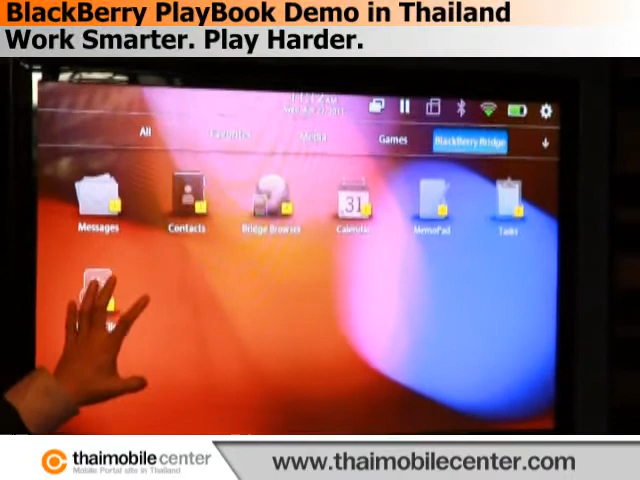 BlackBerry PlayBook Demo in Thailand
Work Smarter. Play Harder.
All Favorites Media Games BlackBerry Bridge
31
Messages Contacts Bridge Browser Calendar MemoPad Tasks
thaimobilecenter
Mobile Portal site in Thailand
www.thaimobilecenter.com